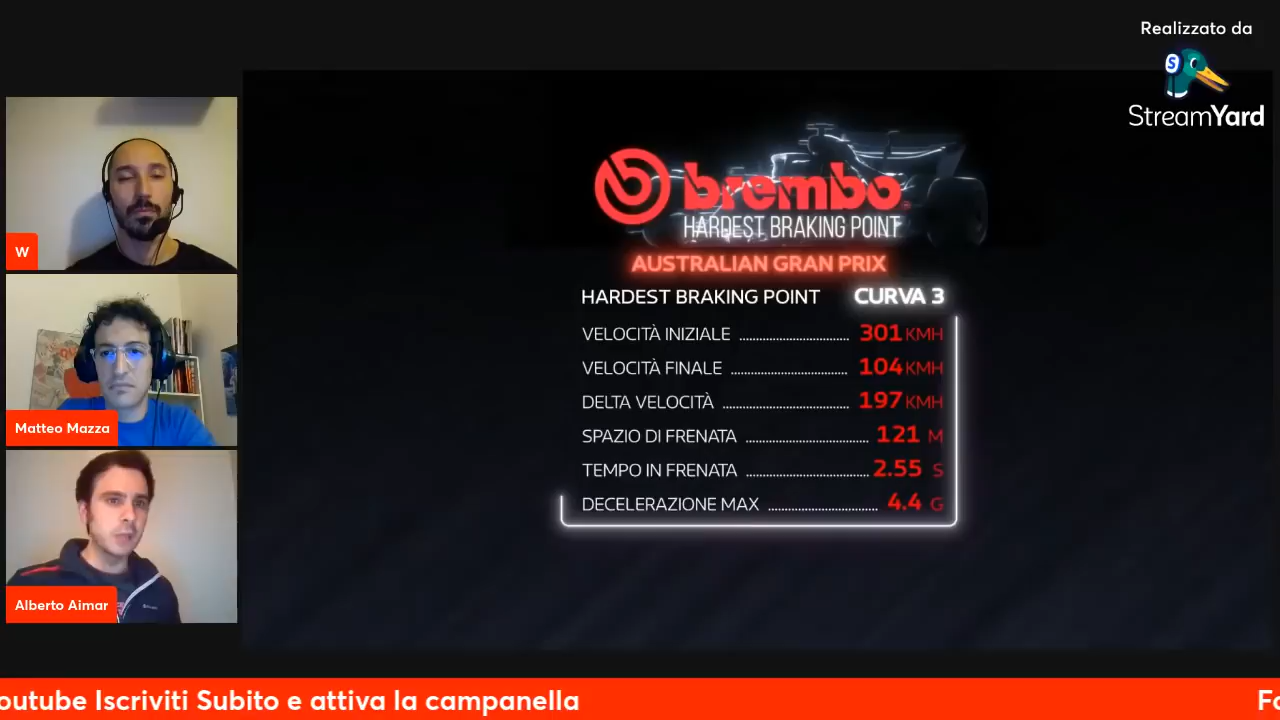 Realizzato da
StreamYard
W
Matteo Mazza
Alberto Aimar
brembo
HARDEST BRAKING POINT
AUSTRALIAN GRAN PRIX
HARDEST BRAKING POINT CURVA 3
VELOCITÀ INIZIALE 301 KMH
VELOCITÀ FINALE 104 KMH
DELTA VELOCITÀ 197 KMH
SPAZIO DI FRENATA 121 M
TEMPO IN FRENATA 2.55 S
DECELERAZIONE MAX 4.4 G
outube Iscriviti Subito e attiva la campanella